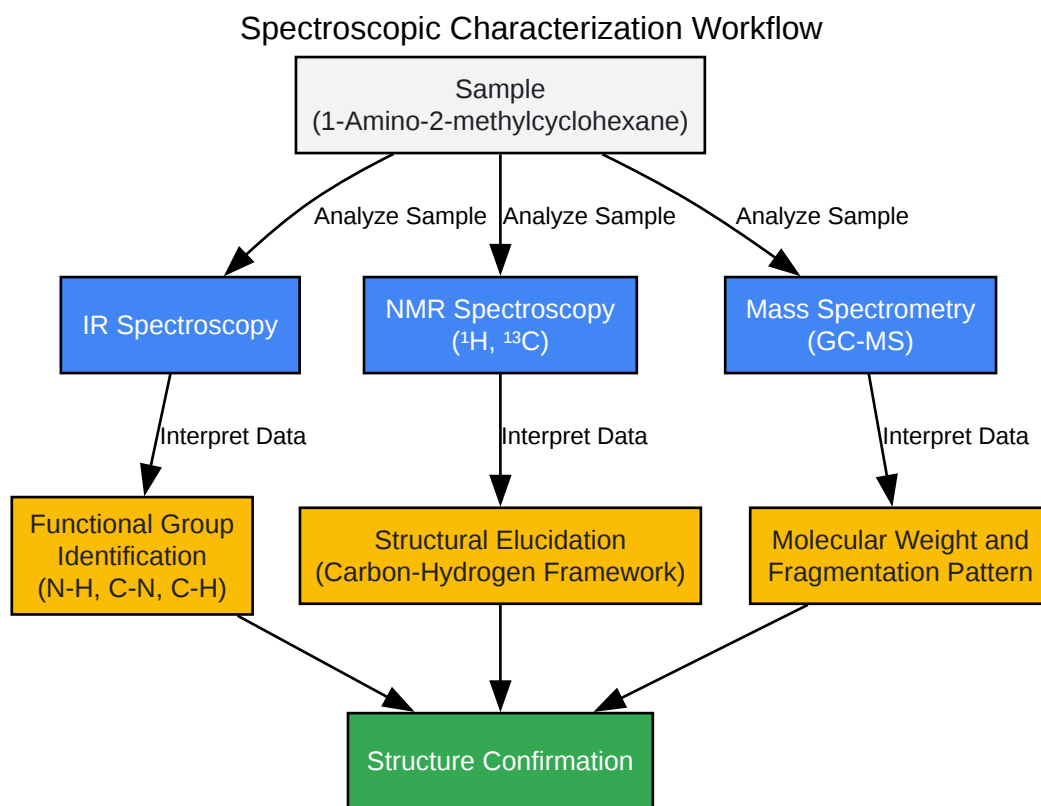 Spectroscopic Characterization Workflow
Sample
(1-Amino-2-methylcyclohexane)
Analyze Sample
Analyze Sample
Analyze Sample
IR Spectroscopy
NMR Spectroscopy
(¹H, ¹³C)
Mass Spectrometry
(GC-MS)
Interpret Data
Interpret Data
Interpret Data
Functional Group
Identification
(N-H, C-N, C-H)
Structural Elucidation
(Carbon-Hydrogen Framework)
Molecular Weight and
Fragmentation Pattern
Structure Confirmation